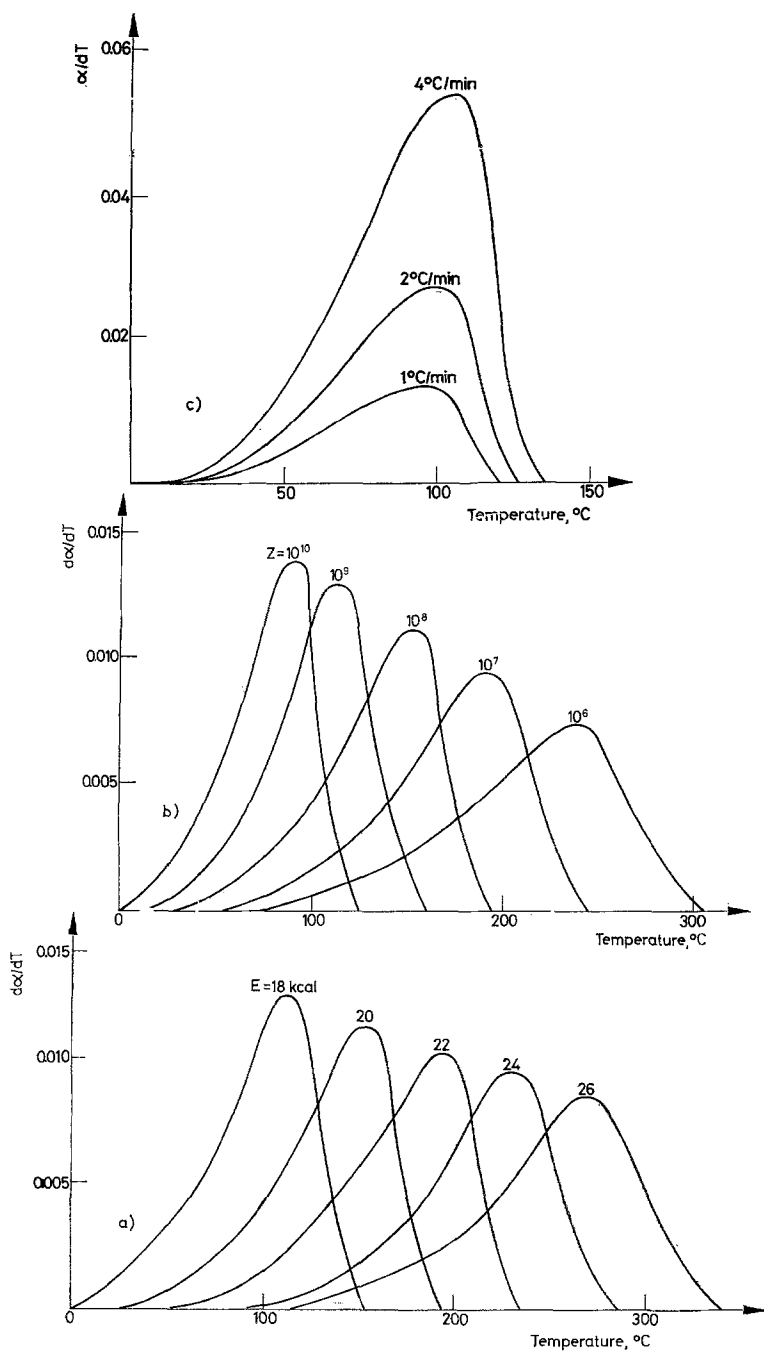 .α/dT
0.06
0.04
0.02
4°C/min
2°C/min
1°C/min
c)
50
100
150
Temperature, °C
dα/dT
0.015
0.010
0.005
Z=10¹⁰
10⁹
10⁸
10⁷
10⁶
b)
0
100
200
300
Temperature, °C
dα/dT
0.015
0.010
0.005
E=18 kcal
20
22
24
26
a)
0
100
200
300
Temperature, °C